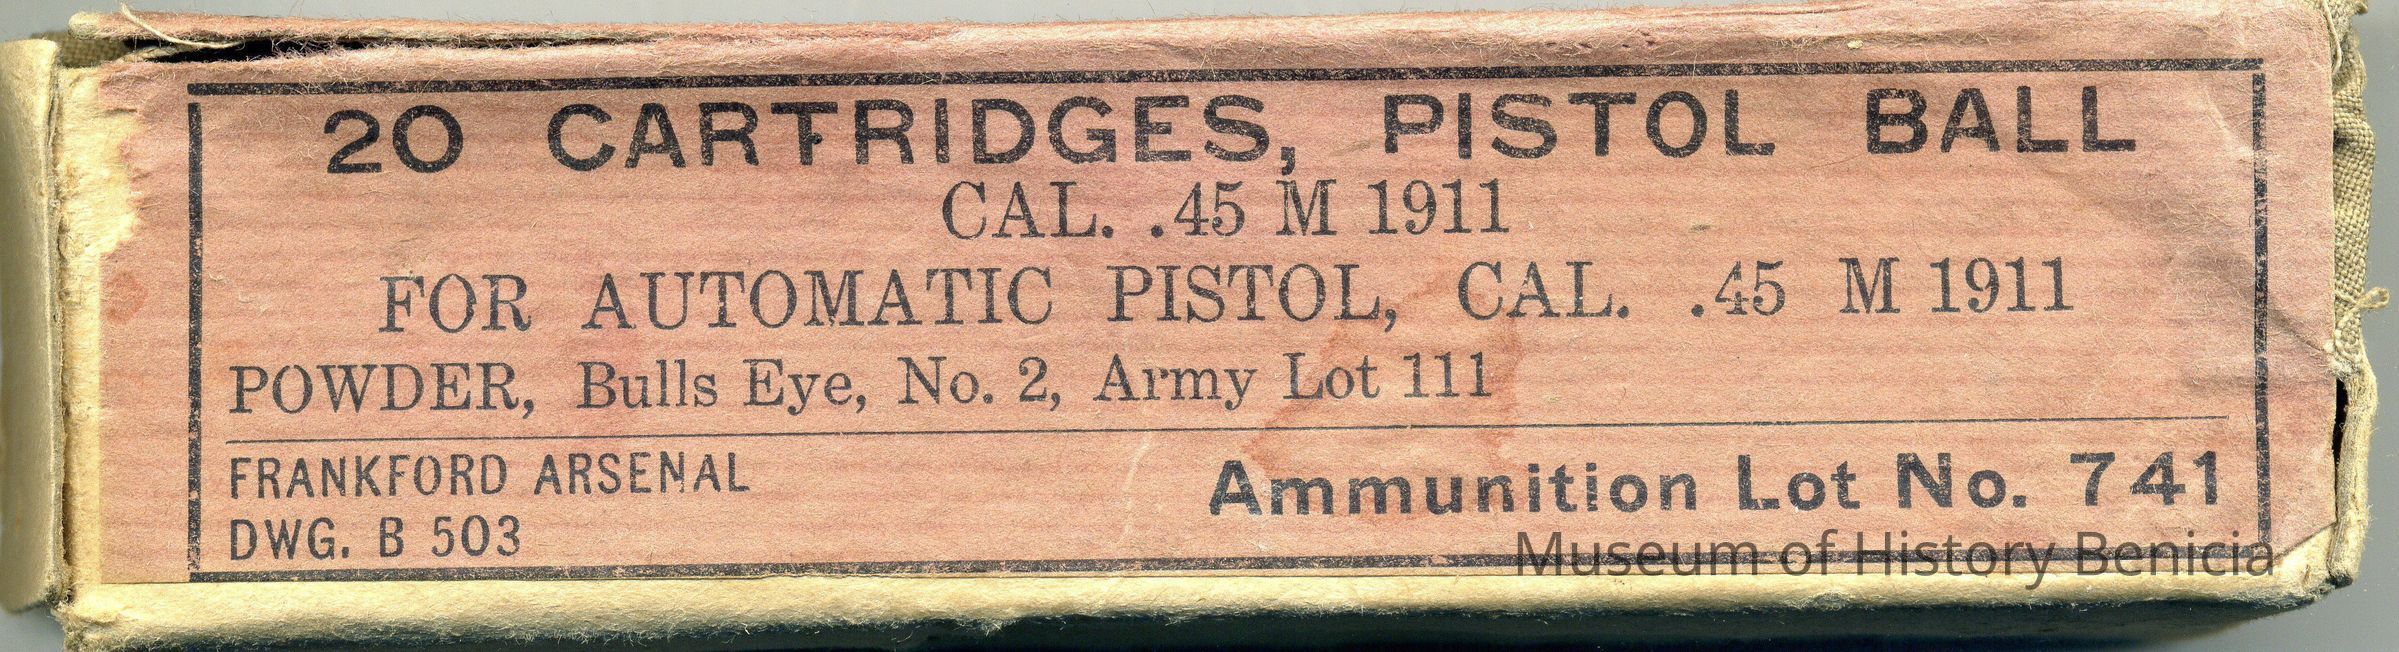 20 CARTRIDGES, PISTOL BALL
CAL. .45 M 1911
FOR AUTOMATIC PISTOL, CAL. .45 M 1911
POWDER, Bulls Eye, No. 2, Army Lot 111
FRANKFORD ARSENAL
DWG. B 503
Ammunition Lot No. 741
Museum of History Benicia